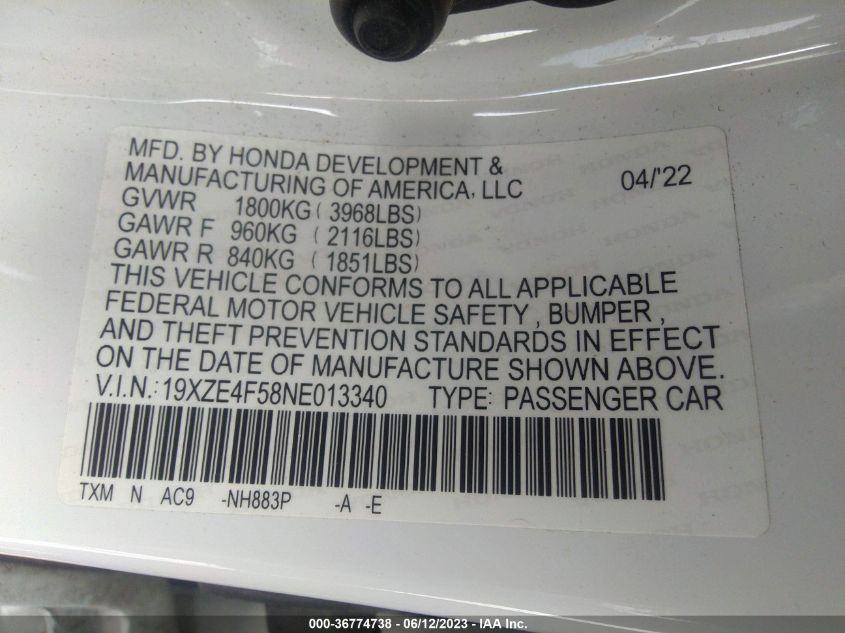 MFD. BY HONDA DEVELOPMENT &
MANUFACTURING OF AMERICA, LLC 04/'22
GVWR 1800KG ( 3968LBS)
GAWR F 960KG ( 2116LBS)
GAWR R 840KG ( 1851LBS)
THIS VEHICLE CONFORMS TO ALL APPLICABLE
FEDERAL MOTOR VEHICLE SAFETY , BUMPER ,
AND THEFT PREVENTION STANDARDS IN EFFECT
ON THE DATE OF MANUFACTURE SHOWN ABOVE.
V.I.N.: 19XZE4F58NE013340 TYPE: PASSENGER CAR
TXM N AC9 -NH883P -A -E
000-36774738 - 06/12/2023 - IAA Inc.